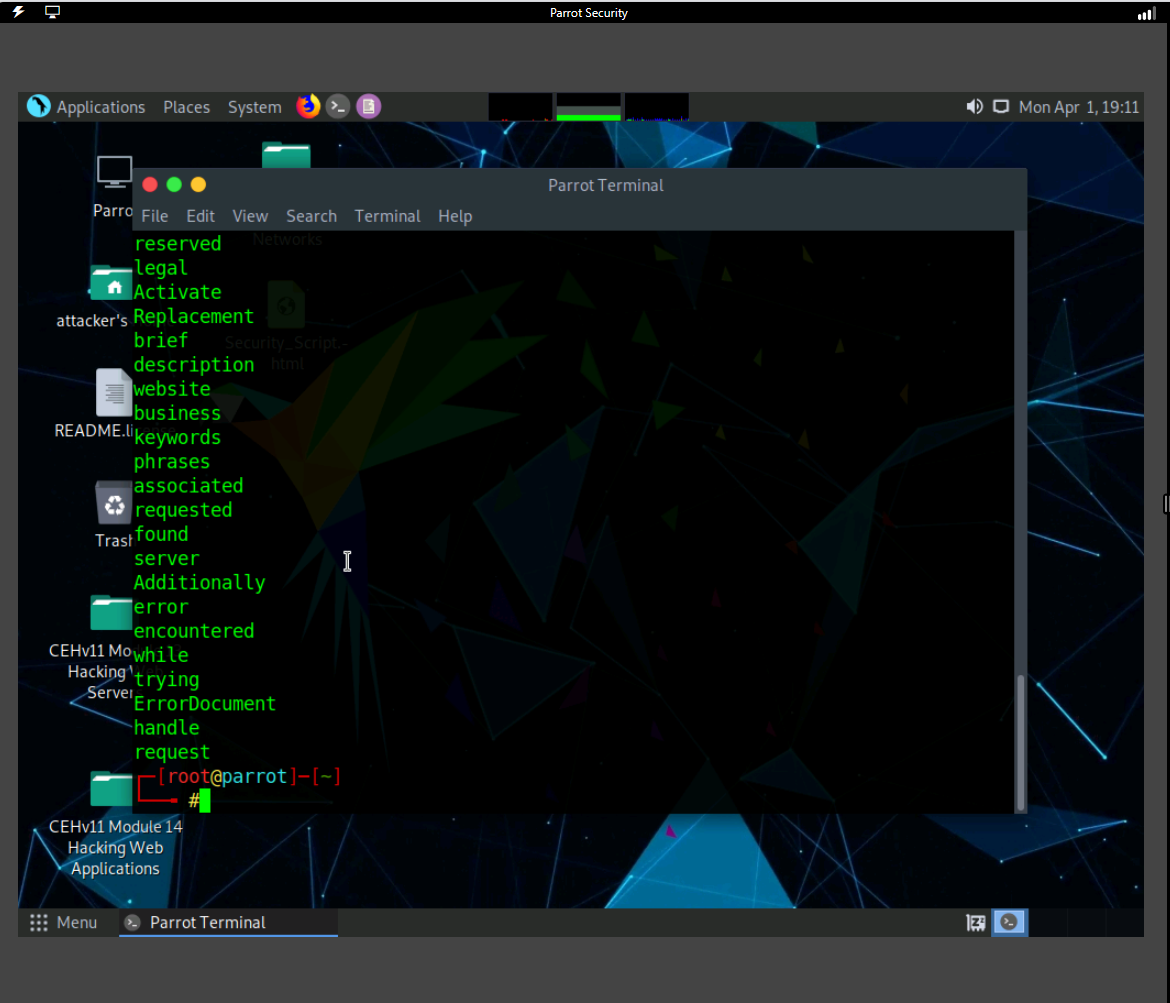 Parrot Security
Applications Places System Mon Apr 1, 19:11
Parro
Parrot Terminal
File Edit View Search Terminal Help
Networks
reserved
legal
Activate
Replacement
brief
description
website
business
keywords
phrases
associated
requested
found
server
Additionally
error
encountered
while
trying
ErrorDocument
handle
request
┌─[root@parrot]─[~]
└──╼ #
attacker's
Security_Script.-
html
README.li
Trash
CEHv11 Mo
Hacking Web
Server
CEHv11 Module 14
Hacking Web
Applications
Menu Parrot Terminal